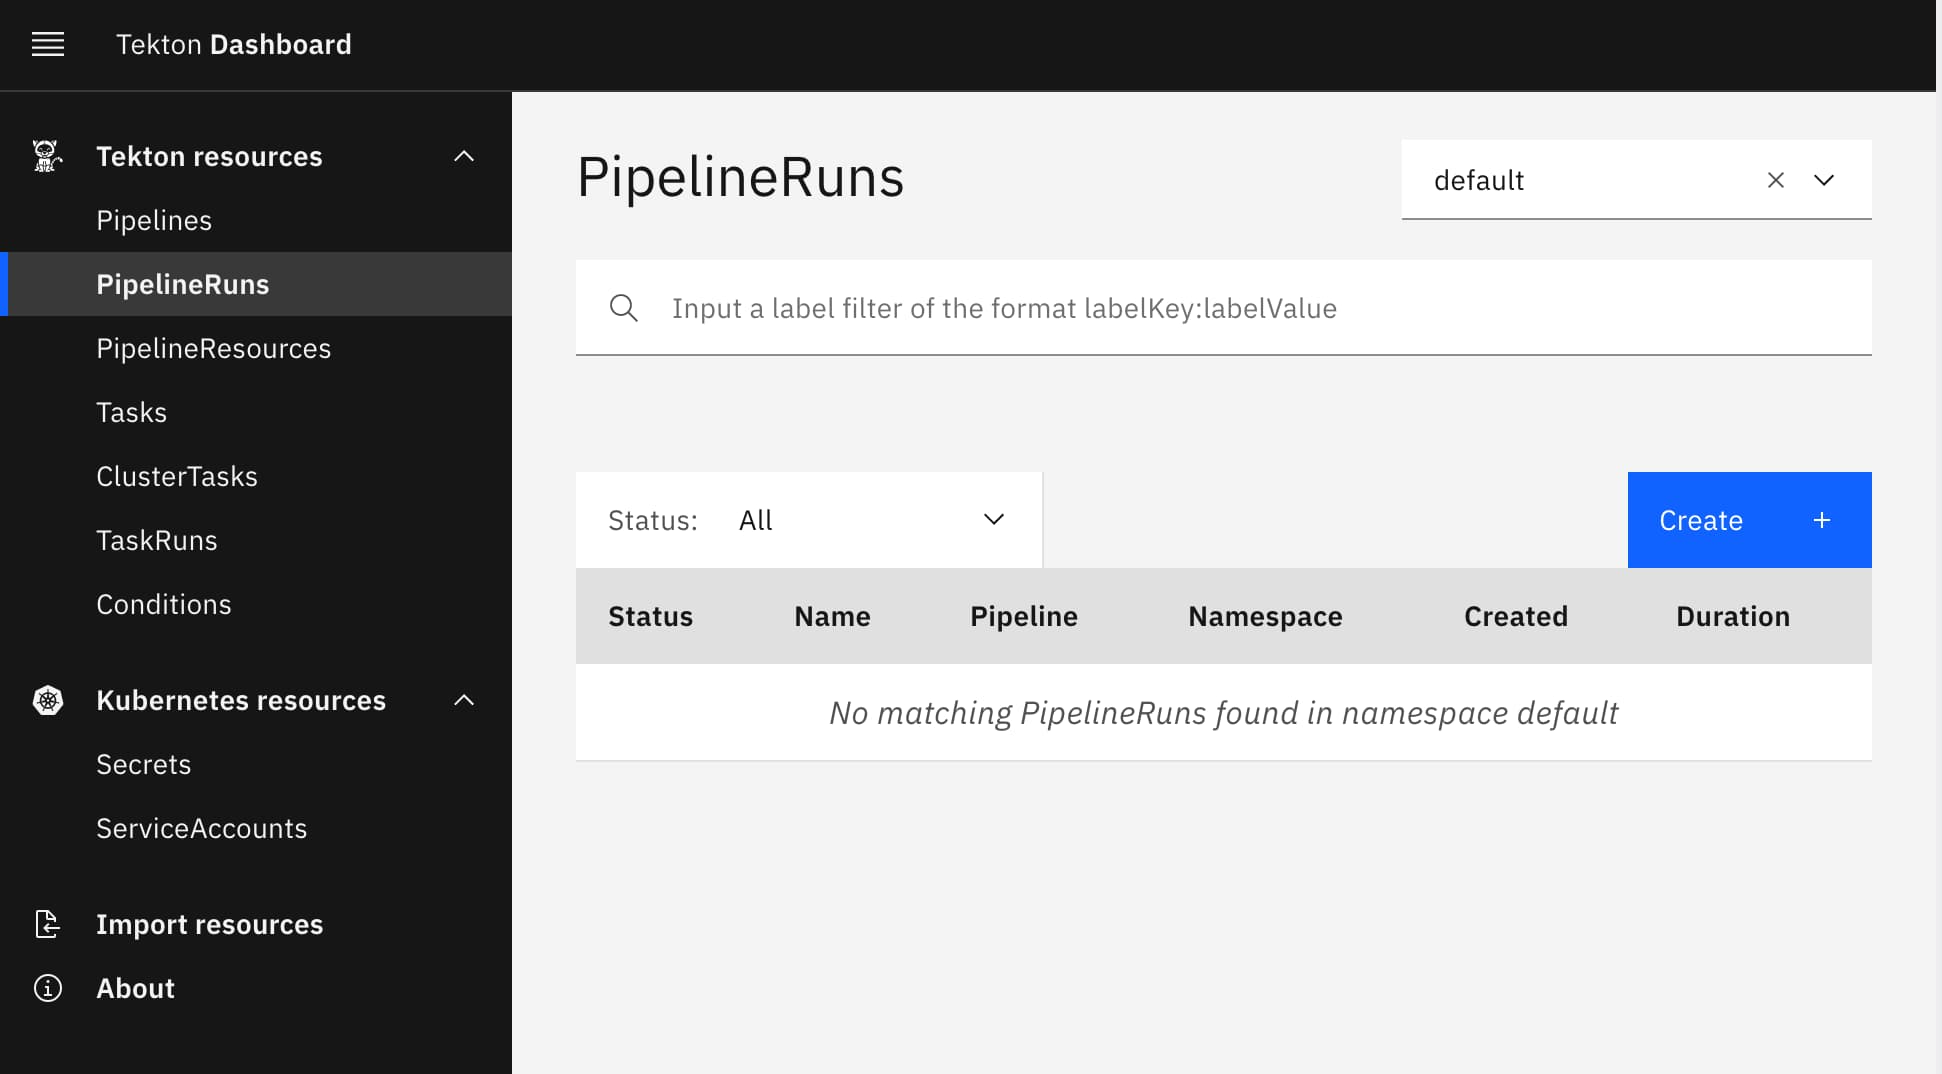 Tekton Dashboard
Tekton resources
Pipelines
PipelineRuns
PipelineResources
Tasks
ClusterTasks
TaskRuns
Conditions
Kubernetes resources
Secrets
ServiceAccounts
Import resources
About
PipelineRuns
default
Input a label filter of the format labelKey:labelValue
Status: All
Create
Status Name Pipeline Namespace Created Duration
No matching PipelineRuns found in namespace default